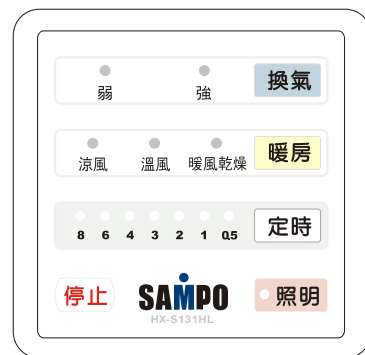 弱 強 換氣
涼風 溫風 暖風乾燥 暖房
8 6 4 3 2 1 0.5 定時
停止 SAMPO 照明
HX-S131HL